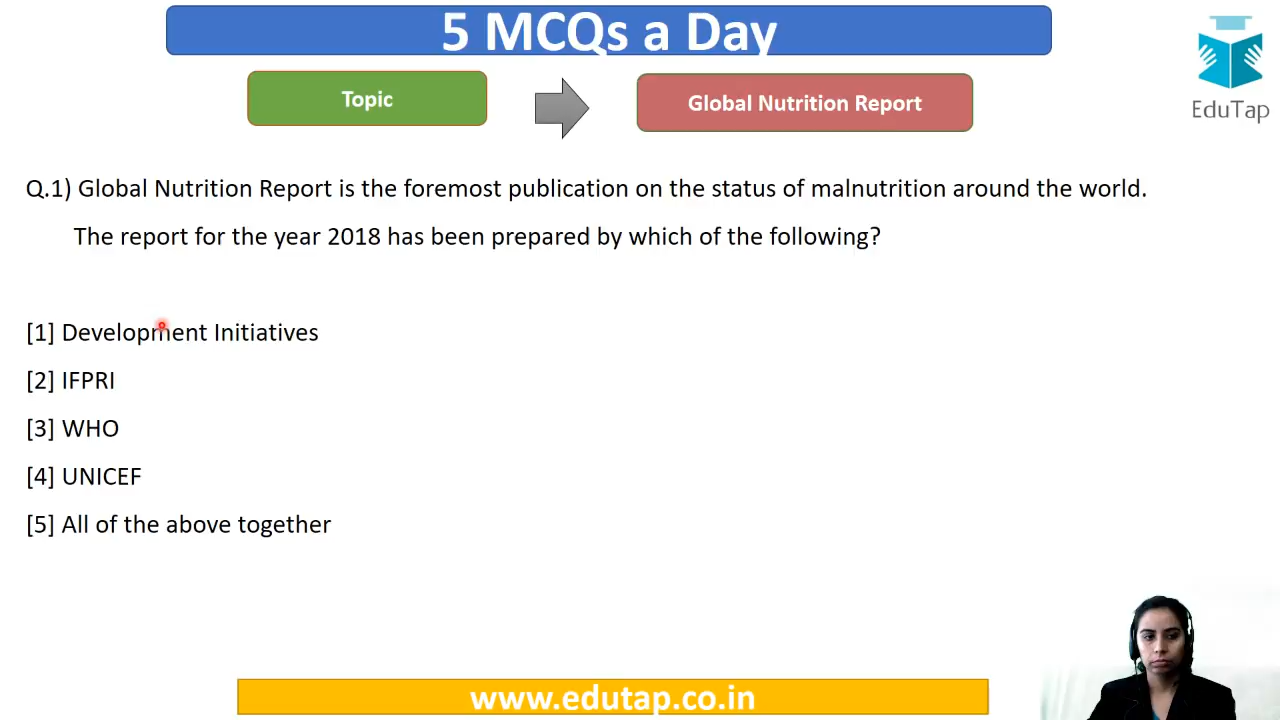 5 MCQs a Day
EduTap
Topic
Global Nutrition Report
Q.1) Global Nutrition Report is the foremost publication on the status of malnutrition around the world.
The report for the year 2018 has been prepared by which of the following?
[1] Development Initiatives
[2] IFPRI
[3] WHO
[4] UNICEF
[5] All of the above together
www.edutap.co.in